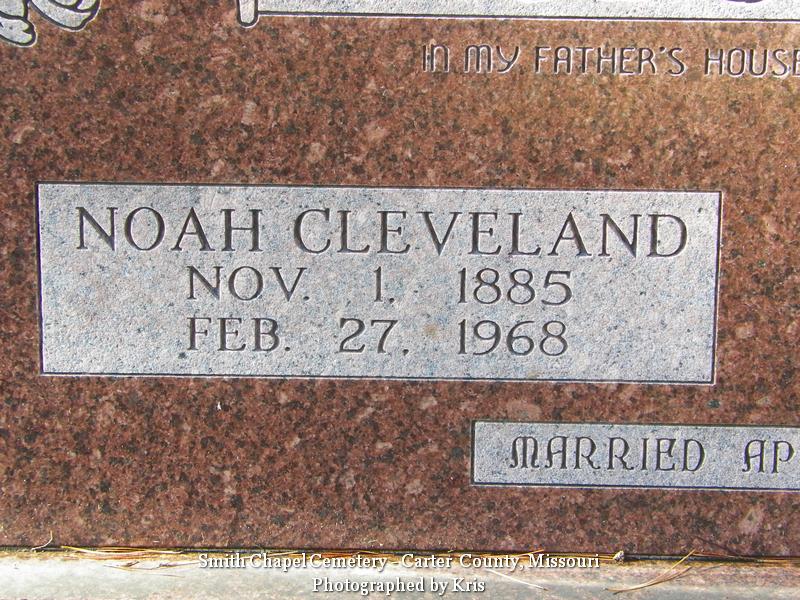 IN MY FATHER'S HOUSE
NOAH CLEVELAND
NOV. 1, 1885
FEB. 27, 1968
MARRIED AP
Smith Chapel Cemetery - Carter County, Missouri
Photographed by Kris